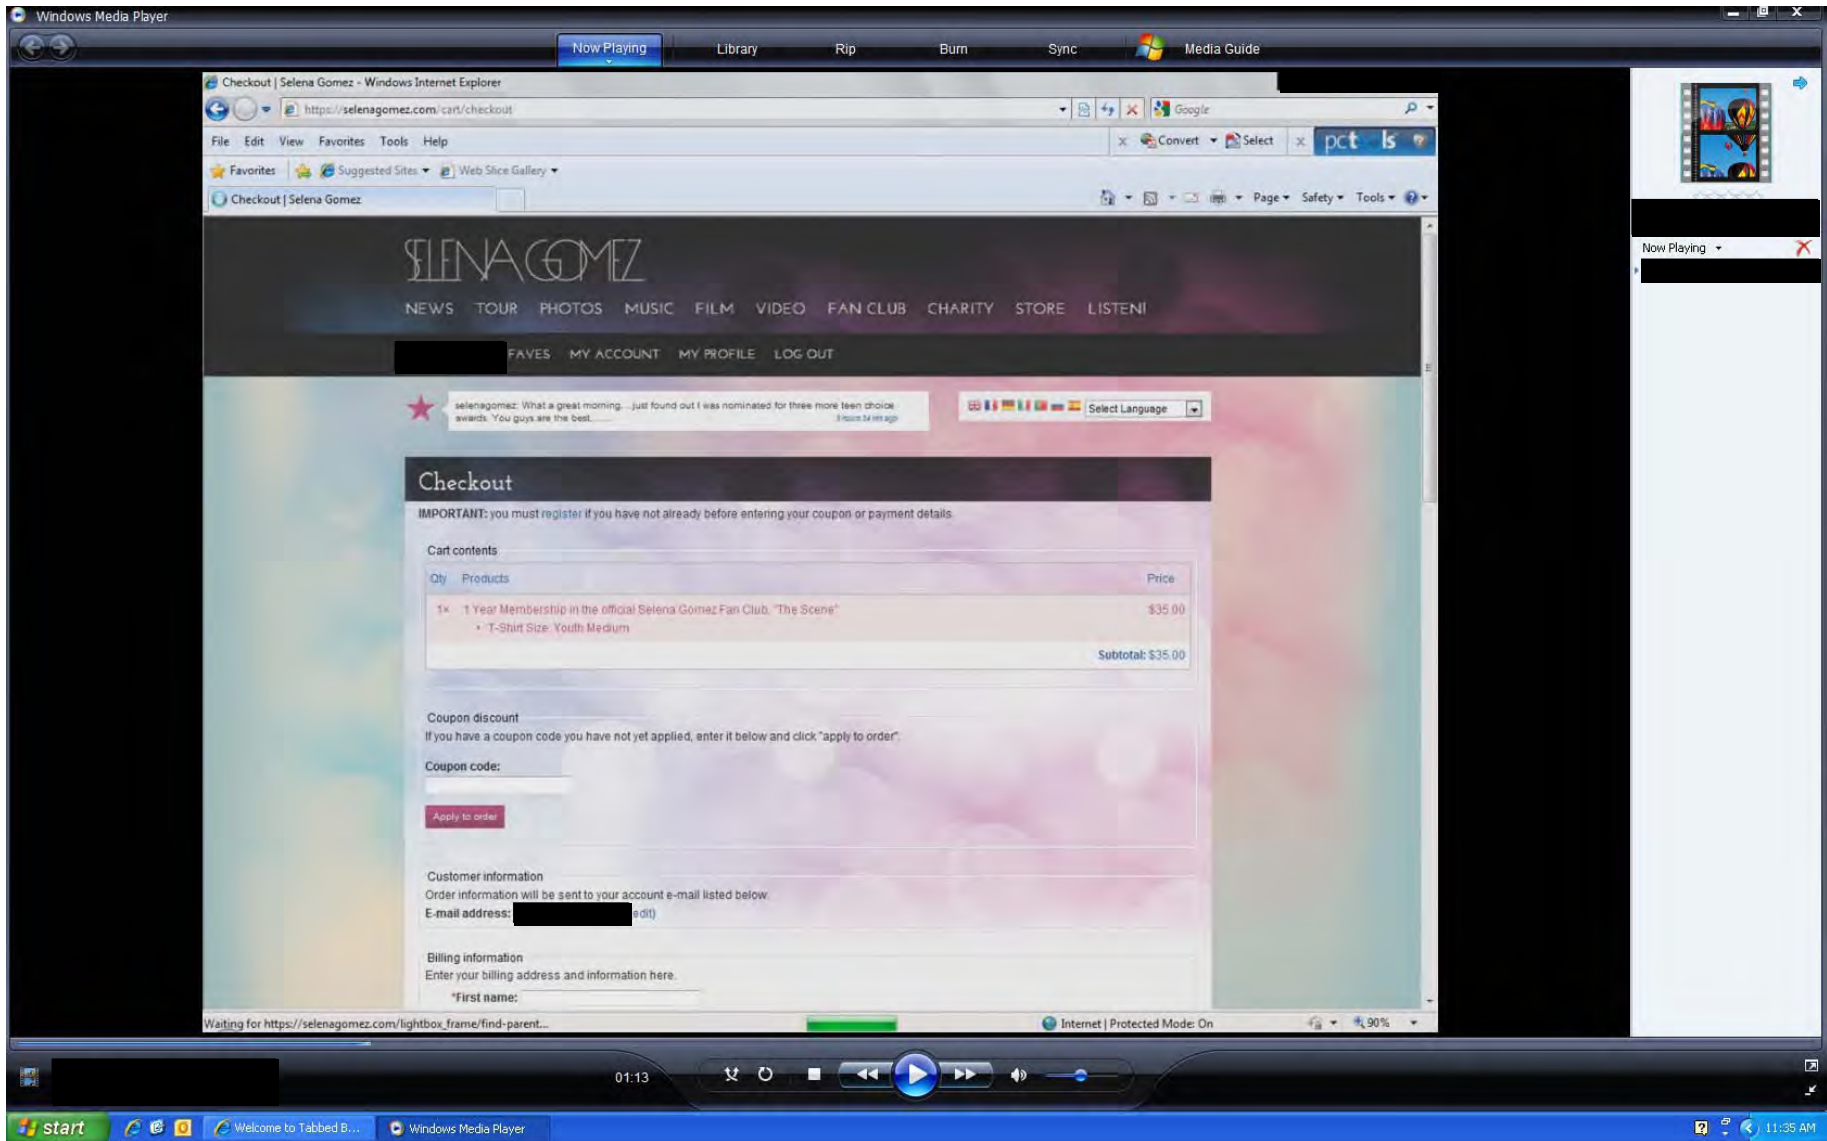 Windows Media Player
Now Playing Library Rip Burn Sync Media Guide
Checkout | Selena Gomez - Windows Internet Explorer
https://selenagomez.com/cart/checkout Google
File Edit View Favorites Tools Help x Convert Select x pct ls
Favorites Suggested Sites Web Slice Gallery
Checkout | Selena Gomez Page Safety Tools
SELENA GOMEZ
NEWS TOUR PHOTOS MUSIC FILM VIDEO FAN CLUB CHARITY STORE LISTEN!
FAVES MY ACCOUNT MY PROFILE LOG OUT
selenagomez: What a great morning....just found out I was nominated for three more teen choice
awards. You guys are the best........
Select Language
Checkout
IMPORTANT: you must register if you have not already before entering your coupon or payment details.
Cart contents
Qty Products Price
1× 1 Year Membership in the official Selena Gomez Fan Club, "The Scene" $35.00
• T-Shirt Size: Youth Medium
Subtotal: $35.00
Coupon discount
If you have a coupon code you have not yet applied, enter it below and click "apply to order".
Coupon code:
Apply to order
Customer information
Order information will be sent to your account e-mail listed below.
E-mail address: edit)
Billing information
Enter your billing address and information here.
*First name:
Waiting for https://selenagomez.com/lightbox_frame/find-parent... Internet | Protected Mode: On 90%
Now Playing
01:13
start Welcome to Tabbed B... Windows Media Player 11:35 AM